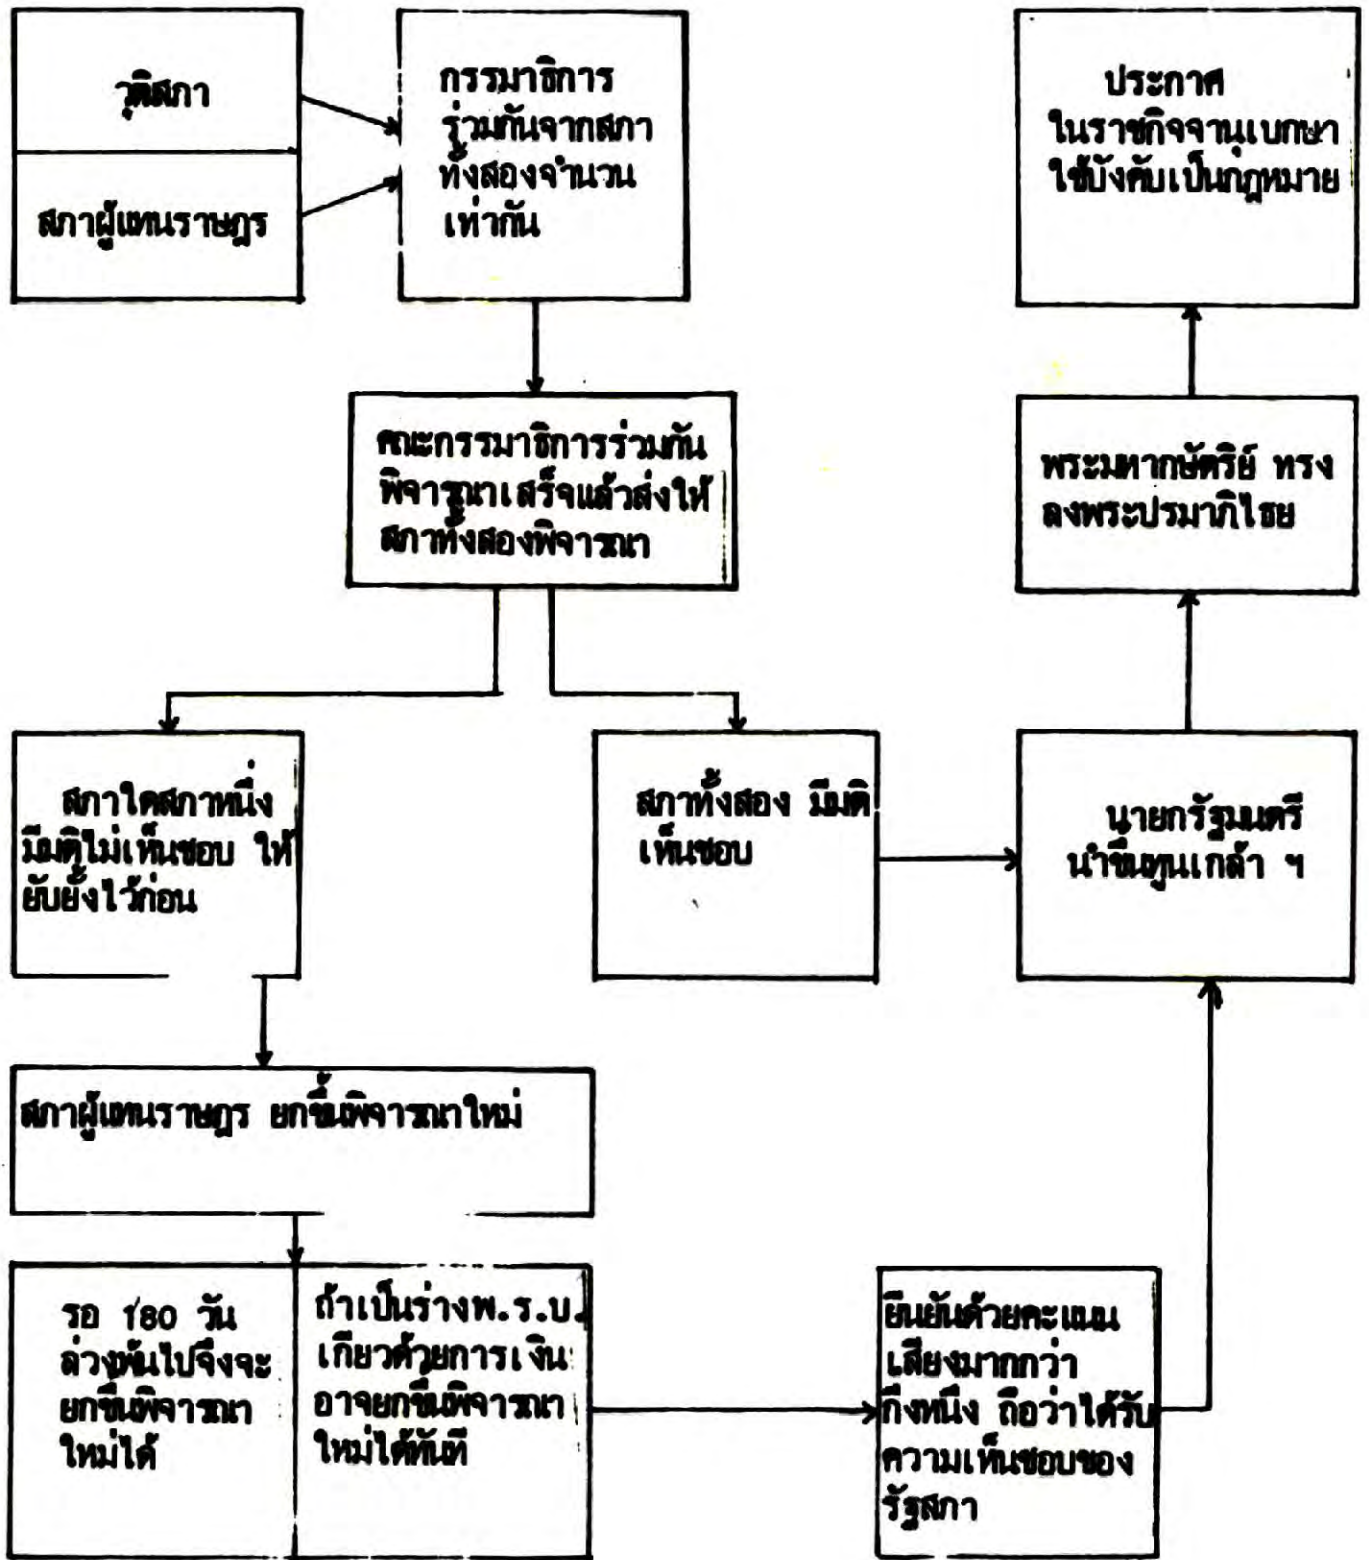 วุฒิสภา
สภาผู้แทนราษฎร
กรรมาธิการ
ร่วมกันจากสภา
ทั้งสองจำนวน
เท่ากัน
ประกาศ
ในราชกิจจานุเบกษา
ใช้บังคับเป็นกฎหมาย
คณะกรรมาธิการร่วมกัน
พิจารณาเสร็จแล้วส่งให้
สภาทั้งสองพิจารณา
พระมหากษัตริย์ ทรง
ลงพระปรมาภิไธย
สภาใดสภาหนึ่ง
มีมติไม่เห็นชอบ ให้
ยับยั้งไว้ก่อน
สภาทั้งสอง มีมติ
เห็นชอบ
นายกรัฐมนตรี
นำขึ้นทูนเกล้า ฯ
สภาผู้แทนราษฎร ยกขึ้นพิจารณาใหม่
รอ 180 วัน
ล่วงพ้นไปจึงจะ
ยกขึ้นพิจารณา
ใหม่ได้
ถ้าเป็นร่างพ.ร.บ.
เกี่ยวด้วยการเงิน
อาจยกขึ้นพิจารณา
ใหม่ได้ทันที
ยืนยันด้วยคะแนน
เสียงมากกว่า
กึ่งหนึ่ง ถือว่าได้รับ
ความเห็นชอบของ
รัฐสภา